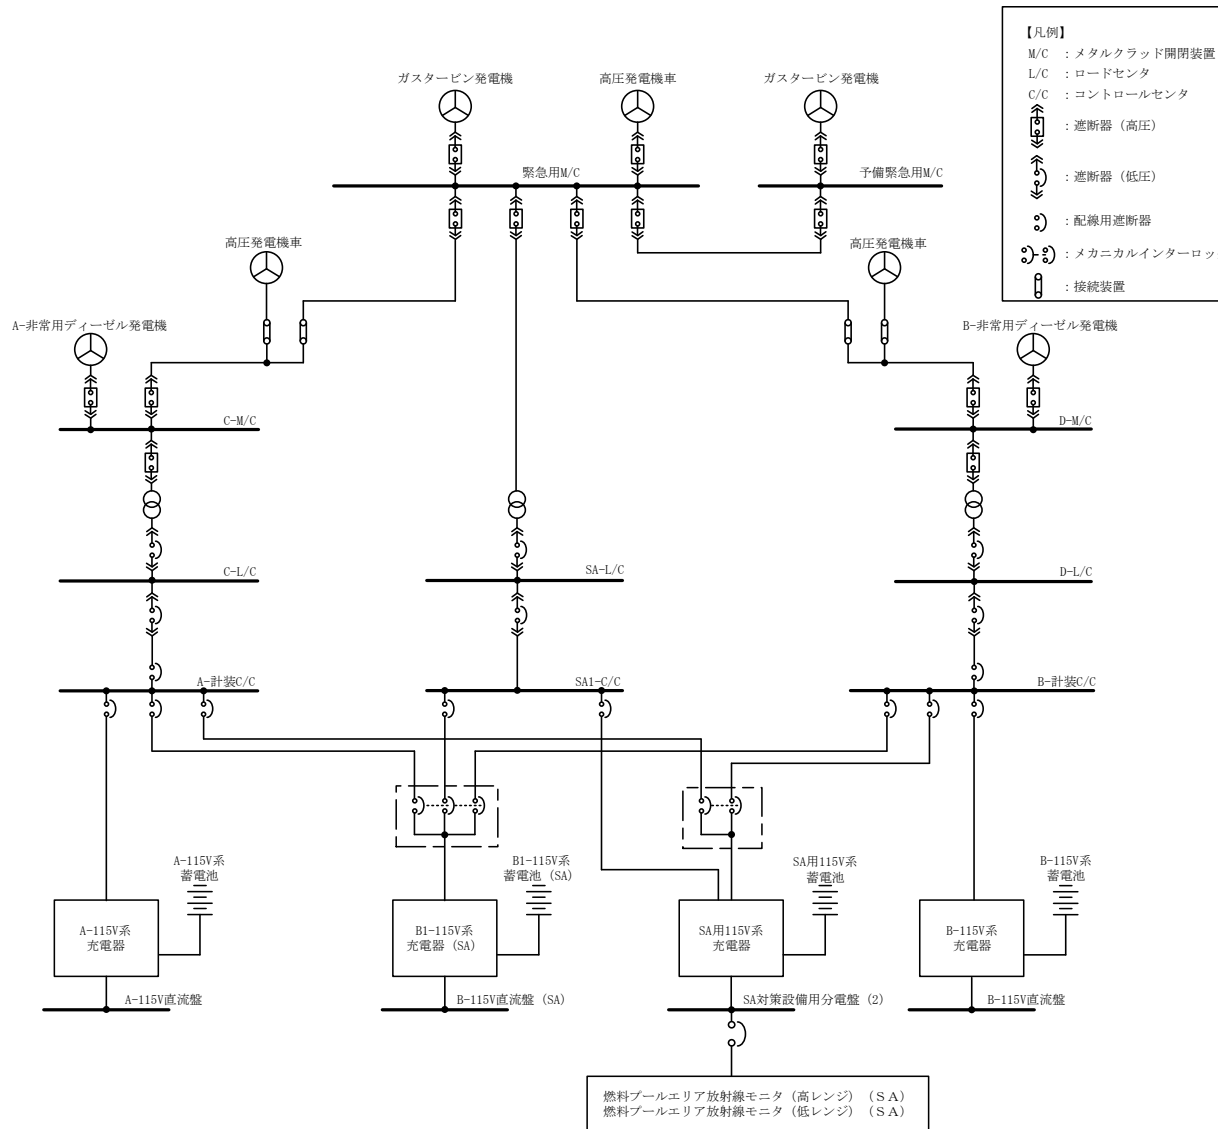 【凡例】
M/C ：メタルクラッド開閉装置
L/C ：ロードセンタ
C/C ：コントロールセンタ
：遮断器（高圧）
：遮断器（低圧）
：配線用遮断器
：メカニカルインターロッ
：接続装置
ガスタービン発電機
高圧発電機車
ガスタービン発電機
緊急用M/C
予備緊急用M/C
高圧発電機車
高圧発電機車
A-非常用ディーゼル発電機
B-非常用ディーゼル発電機
C-M/C
D-M/C
C-L/C
SA-L/C
D-L/C
A-計装C/C
SA1-C/C
B-計装C/C
A-115V系
蓄電池
B1-115V系
蓄電池（SA）
SA用115V系
蓄電池
B-115V系
蓄電池
A-115V系
充電器
B1-115V系
充電器（SA）
SA用115V系
充電器
B-115V系
充電器
A-115V直流盤
B-115V直流盤（SA）
SA対策設備用分電盤（2）
B-115V直流盤
燃料プールエリア放射線モニタ（高レンジ）（ＳＡ）
燃料プールエリア放射線モニタ（低レンジ）（ＳＡ）